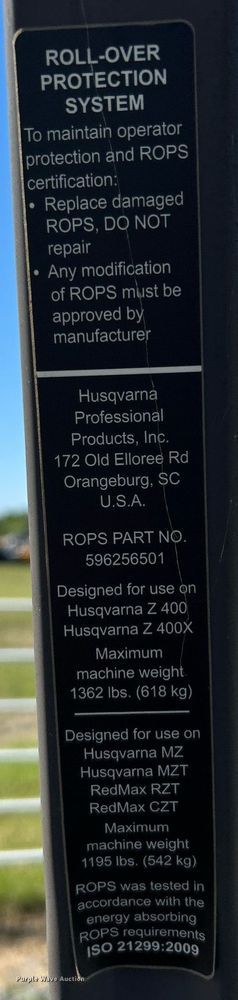 ROLL-OVER
PROTECTION
SYSTEM
To maintain operator
protection and ROPS
certification:
• Replace damaged
ROPS, DO NOT
repair
• Any modification
of ROPS must be
approved by
manufacturer
Husqvarna
Professional
Products, Inc.
172 Old Elloree Rd
Orangeburg, SC
U.S.A.
ROPS PART NO.
596256501
Designed for use on
Husqvarna Z 400
Husqvarna Z 400X
Maximum
machine weight
1362 lbs. (618 kg)
Designed for use on
Husqvarna MZ
Husqvarna MZT
RedMax RZT
RedMax CZT
Maximum
machine weight
1195 lbs. (542 kg)
ROPS was tested in
accordance with the
energy absorbing
ROPS requirements
ISO 21299:2009
Purple Wave Auction